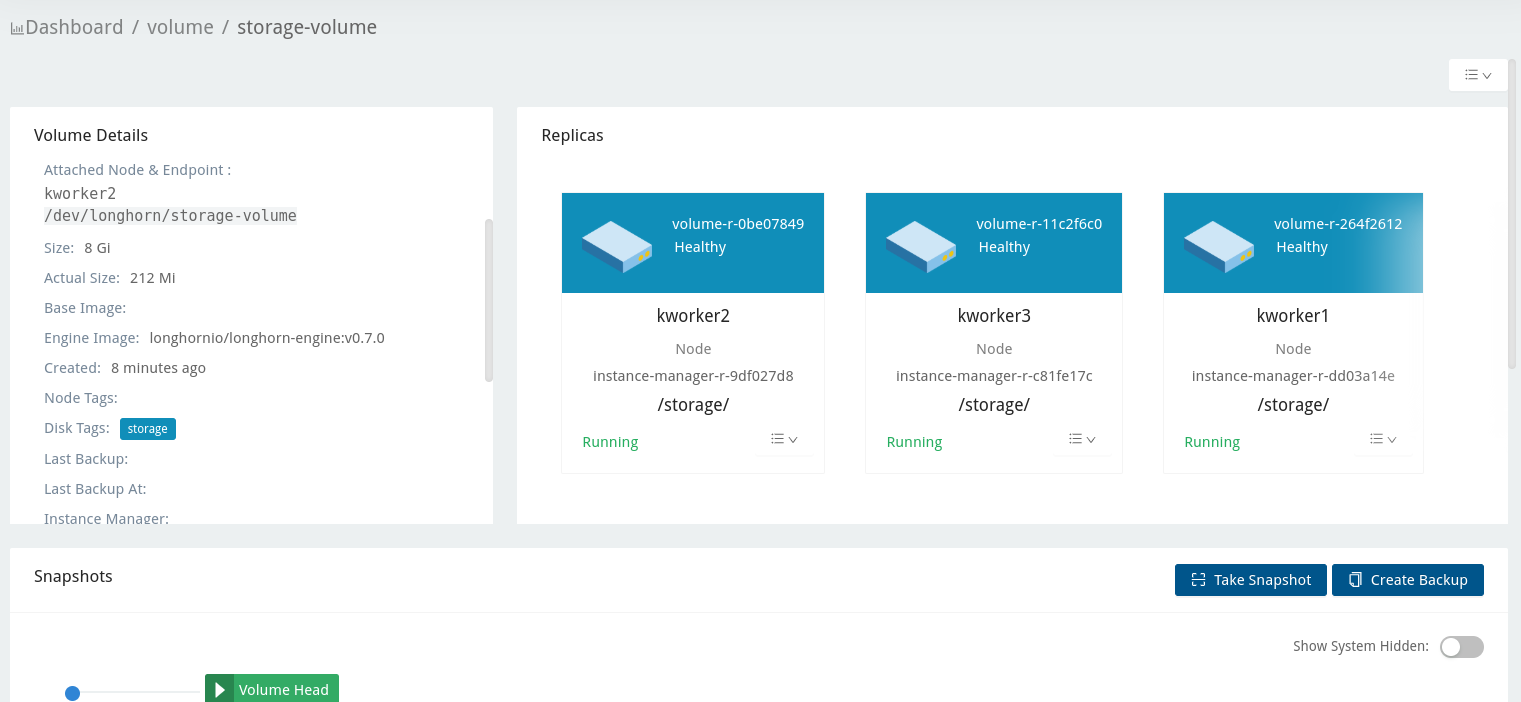 Dashboard / volume / storage-volume
Volume Details
Attached Node & Endpoint :
kworker2
/dev/longhorn/storage-volume
Size: 8 Gi
Actual Size: 212 Mi
Base Image:
Engine Image: longhornio/longhorn-engine:v0.7.0
Created: 8 minutes ago
Node Tags:
Disk Tags: storage
Last Backup:
Last Backup At:
Instance Manager:
Replicas
volume-r-0be07849
Healthy
kworker2
Node
instance-manager-r-9df027d8
/storage/
Running
volume-r-11c2f6c0
Healthy
kworker3
Node
instance-manager-r-c81fe17c
/storage/
Running
volume-r-264f2612
Healthy
kworker1
Node
instance-manager-r-dd03a14e
/storage/
Running
Snapshots
Take Snapshot
Create Backup
Show System Hidden:
Volume Head